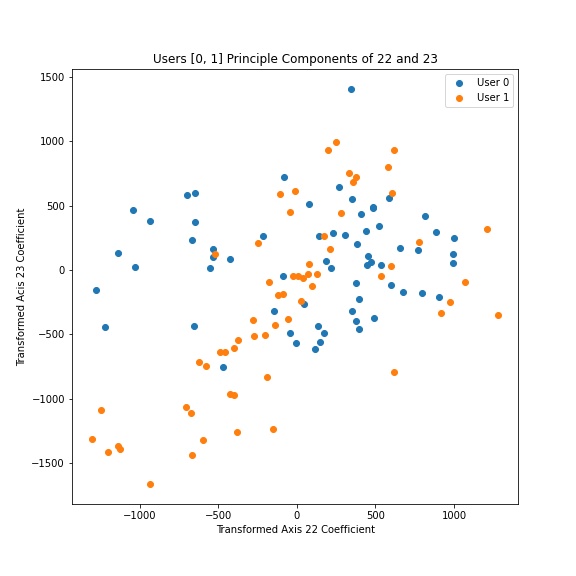 Users [0, 1] Principle Components of 22 and 23
User 0
User 1
1500
1000
500
0
−500
−1000
−1500
Transformed Acis 23 Coefficient
−1000
−500
0
500
1000
Transformed Axis 22 Coefficient